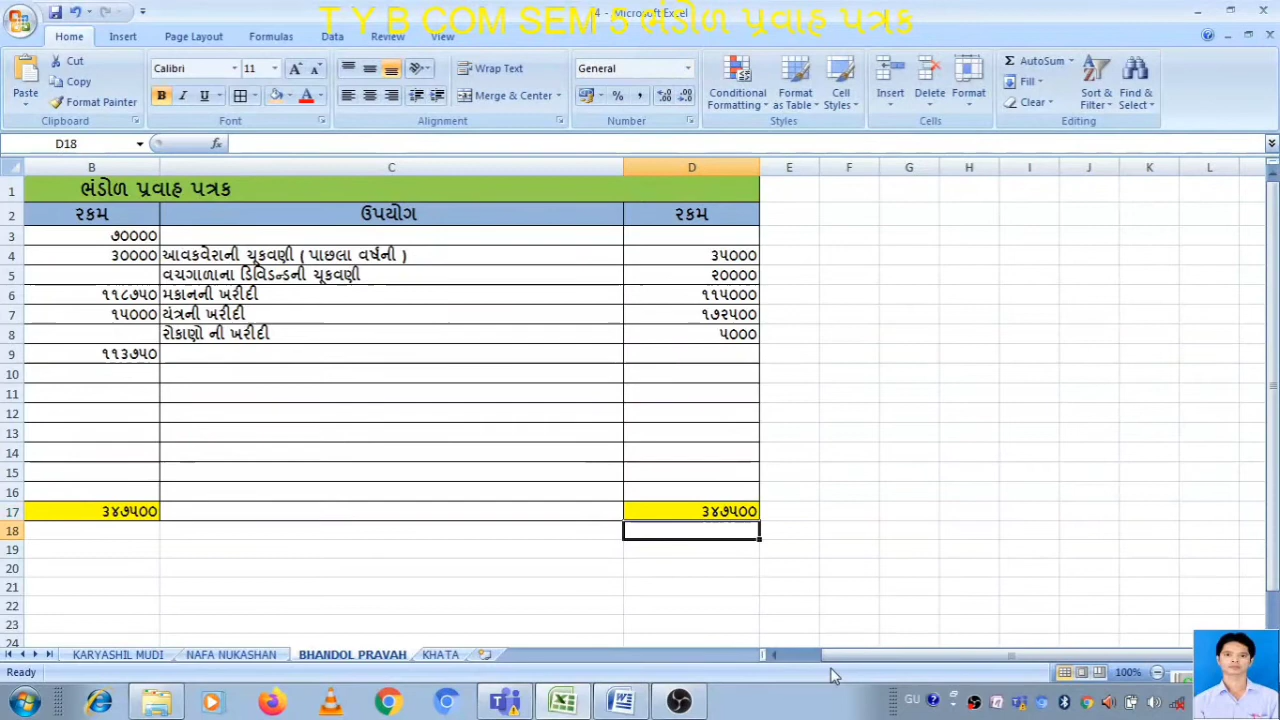 T Y B COM SEM 5 ભંડોળ પ્રવાહ પત્રક
4 - Microsoft Excel
Home Insert Page Layout Formulas Data Review View
Paste Cut Copy Format Painter Clipboard
Calibri 11 B I U A Font
Wrap Text Merge & Center Alignment
General % , Number
Conditional Formatting Format as Table Cell Styles Styles
Insert Delete Format Cells
Σ AutoSum Fill Clear Sort & Filter Find & Select Editing
D18 fx
B C D E F G H I J K L
1 ભંડોળ પ્રવાહ પત્રક
2 રકમ ઉપયોગ રકમ
3 ૭૦૦૦૦
4 ૩૦૦૦૦ આવકવેરાની ચૂકવણી ( પાછલા વર્ષની ) ૩૫૦૦૦
5 વચગાળાના ડિવિડન્ડની ચૂકવણી ૨૦૦૦૦
6 ૧૧૮૭૫૦ મકાનની ખરીદી ૧૧૫૦૦૦
7 ૧૫૦૦૦ યંત્રની ખરીદી ૧૭૨૫૦૦
8 રોકાણો ની ખરીદી ૫૦૦૦
9 ૧૧૩૭૫૦
10
11
12
13
14
15
16
17 ૩૪૭૫૦૦ ૩૪૭૫૦૦
18
19
20
21
22
23
24
KARYASHIL MUDI NAFA NUKASHAN BHANDOL PRAVAH KHATA
Ready 100%
GU